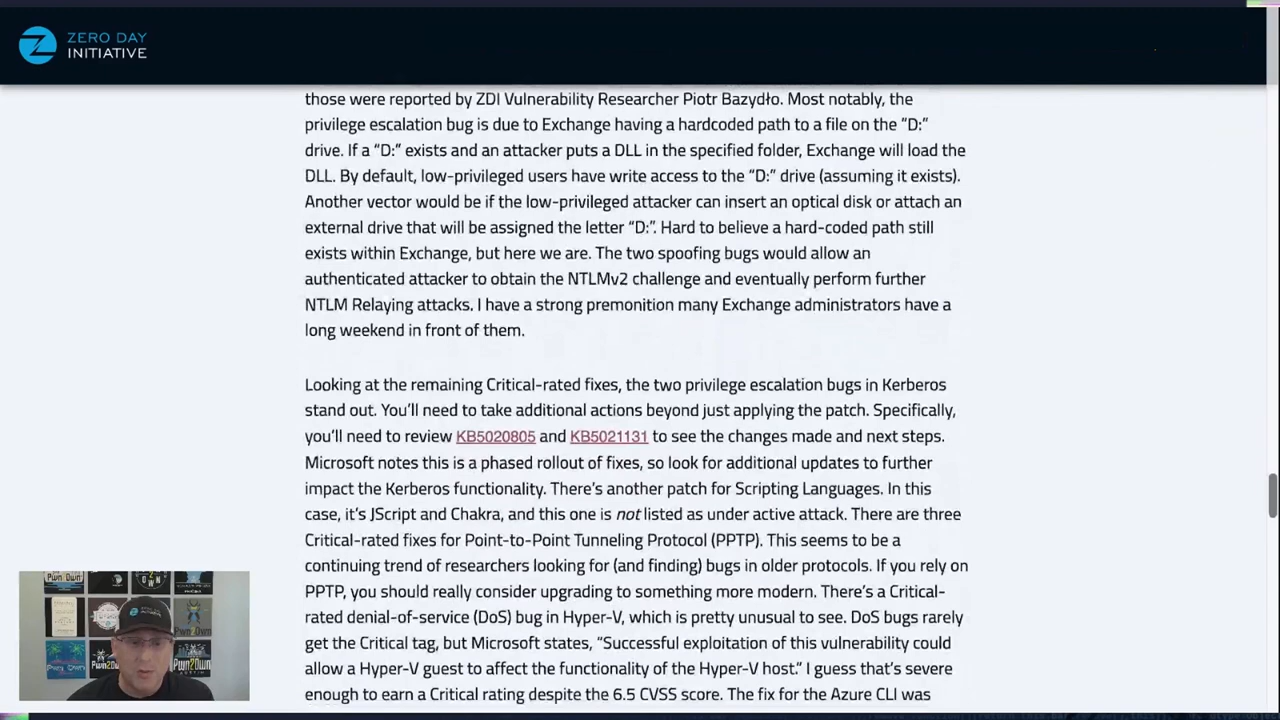 ZERO DAY
INITIATIVE
those were reported by ZDI Vulnerability Researcher Piotr Bazydło. Most notably, the
privilege escalation bug is due to Exchange having a hardcoded path to a file on the “D:”
drive. If a “D:” exists and an attacker puts a DLL in the specified folder, Exchange will load the
DLL. By default, low-privileged users have write access to the “D:” drive (assuming it exists).
Another vector would be if the low-privileged attacker can insert an optical disk or attach an
external drive that will be assigned the letter “D:”. Hard to believe a hard-coded path still
exists within Exchange, but here we are. The two spoofing bugs would allow an
authenticated attacker to obtain the NTLMv2 challenge and eventually perform further
NTLM Relaying attacks. I have a strong premonition many Exchange administrators have a
long weekend in front of them.
Looking at the remaining Critical-rated fixes, the two privilege escalation bugs in Kerberos
stand out. You’ll need to take additional actions beyond just applying the patch. Specifically,
you’ll need to review KB5020805 and KB5021131 to see the changes made and next steps.
Microsoft notes this is a phased rollout of fixes, so look for additional updates to further
impact the Kerberos functionality. There’s another patch for Scripting Languages. In this
case, it’s JScript and Chakra, and this one is not listed as under active attack. There are three
Critical-rated fixes for Point-to-Point Tunneling Protocol (PPTP). This seems to be a
continuing trend of researchers looking for (and finding) bugs in older protocols. If you rely on
PPTP, you should really consider upgrading to something more modern. There’s a Critical-
rated denial-of-service (DoS) bug in Hyper-V, which is pretty unusual to see. DoS bugs rarely
get the Critical tag, but Microsoft states, “Successful exploitation of this vulnerability could
allow a Hyper-V guest to affect the functionality of the Hyper-V host.” I guess that’s severe
enough to earn a Critical rating despite the 6.5 CVSS score. The fix for the Azure CLI was